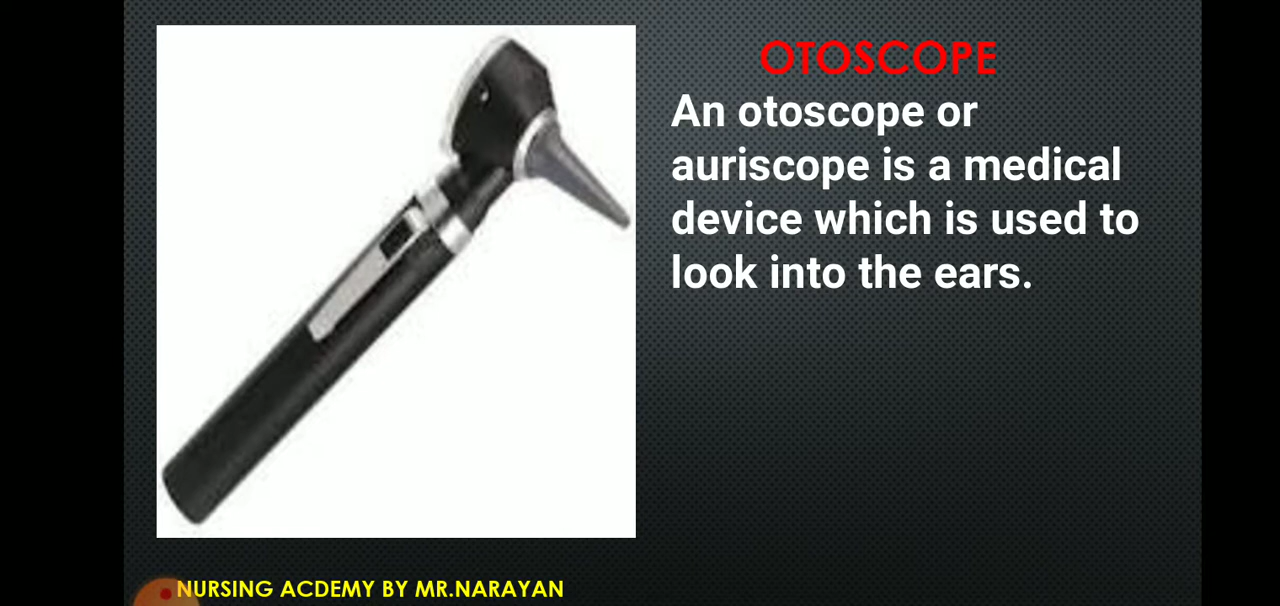 OTOSCOPE
An otoscope or
auriscope is a medical
device which is used to
look into the ears.
NURSING ACDEMY BY MR.NARAYAN